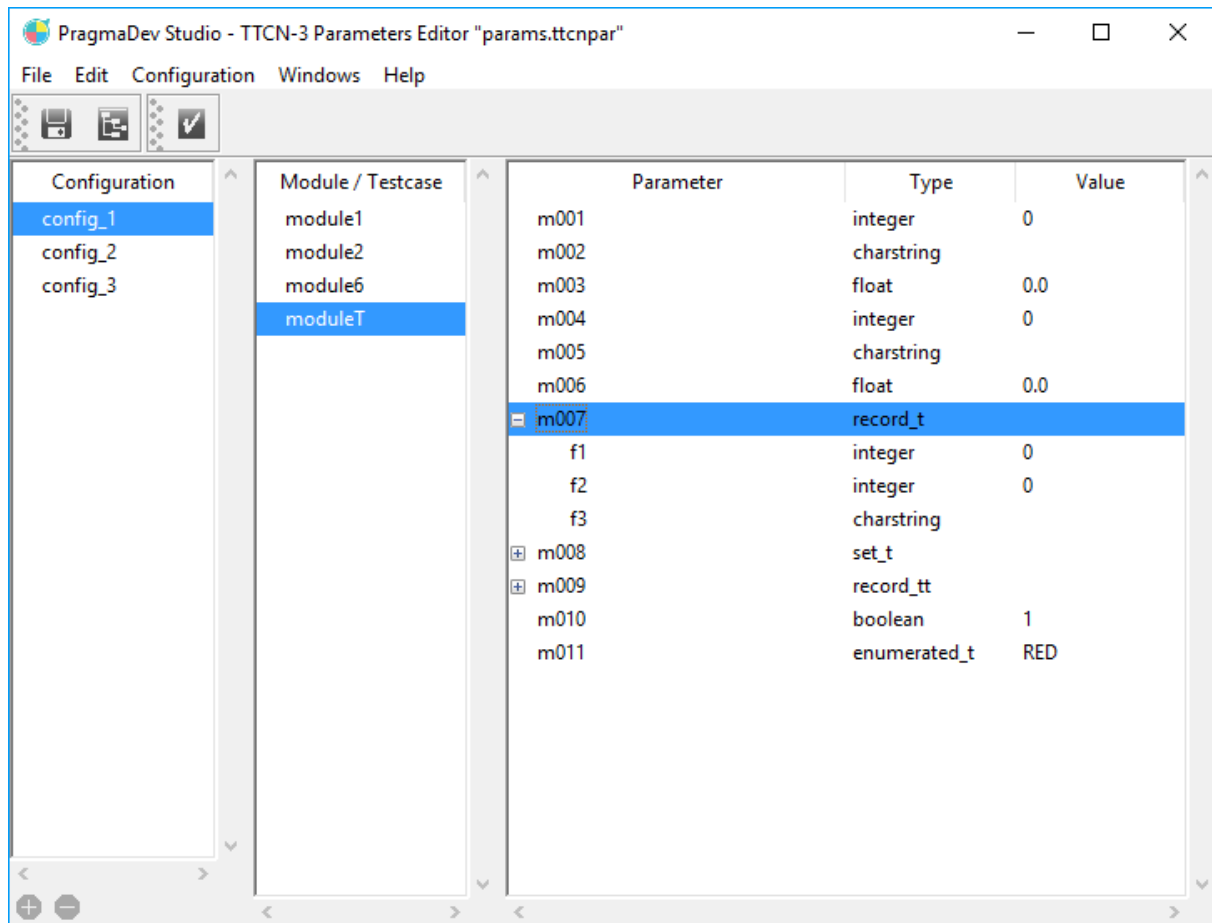 PragmaDev Studio - TTCN-3 Parameters Editor "params.ttcnpar"
File Edit Configuration Windows Help
Configuration
config_1
config_2
config_3
Module / Testcase
module1
module2
module6
moduleT
Parameter Type Value
m001 integer 0
m002 charstring
m003 float 0.0
m004 integer 0
m005 charstring
m006 float 0.0
m007 record_t
f1 integer 0
f2 integer 0
f3 charstring
m008 set_t
m009 record_tt
m010 boolean 1
m011 enumerated_t RED